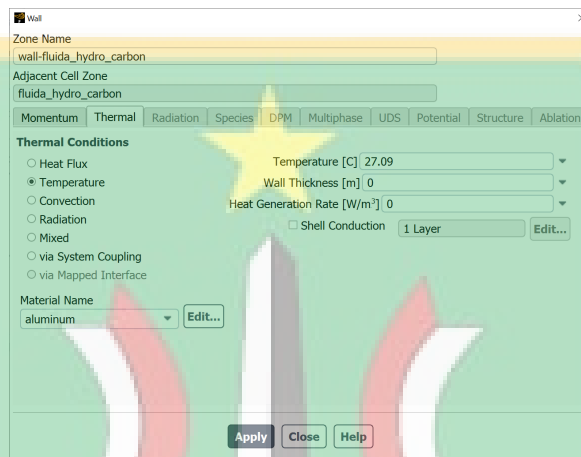 Wall
Zone Name
wall-fluida_hydro_carbon
Adjacent Cell Zone
fluida_hydro_carbon
Momentum Thermal Radiation Species DPM Multiphase UDS Potential Structure Ablation
Thermal Conditions
Heat Flux
Temperature
Convection
Radiation
Mixed
via System Coupling
via Mapped Interface
Temperature [C] 27.09
Wall Thickness [m] 0
Heat Generation Rate [W/m³] 0
Shell Conduction 1 Layer Edit...
Material Name
aluminum Edit...
Apply Close Help